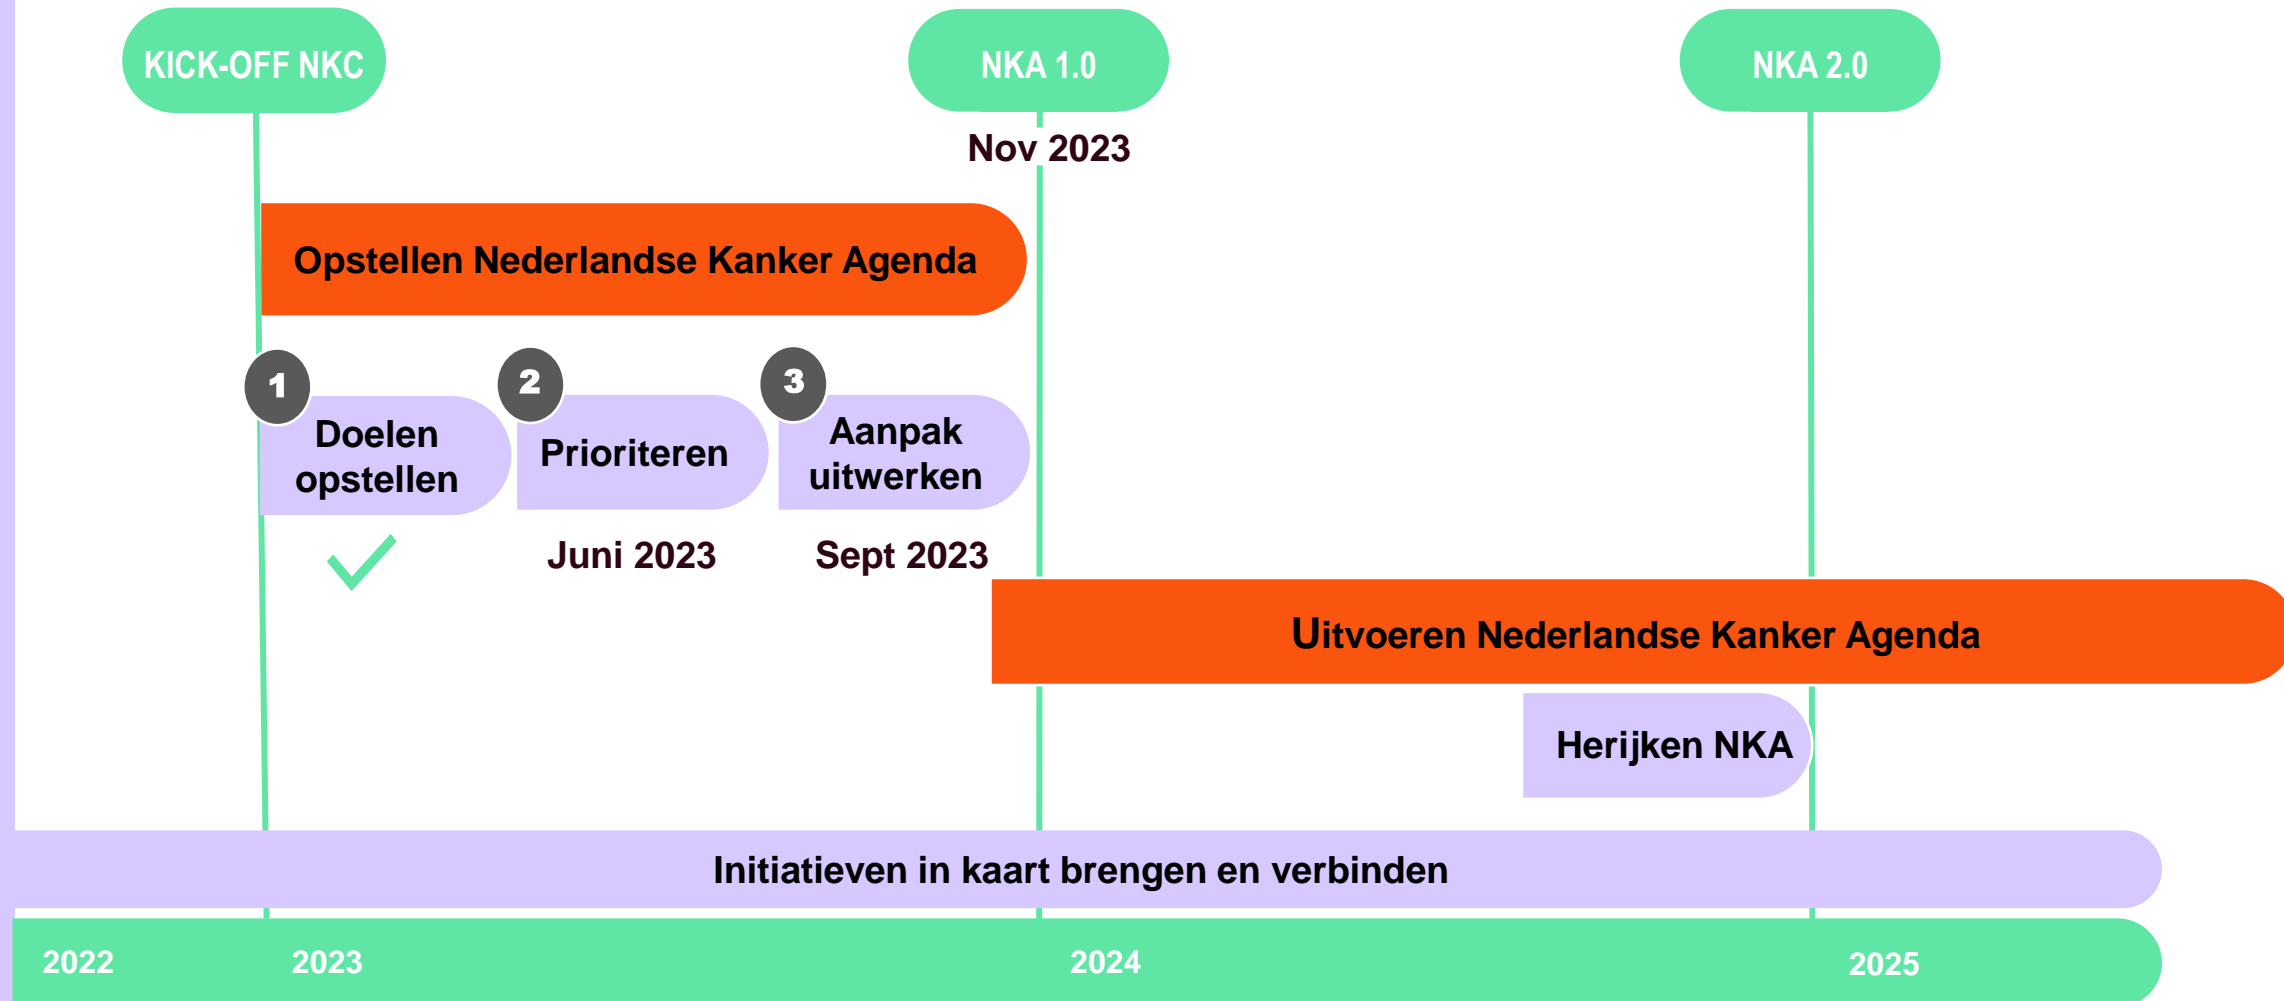 KICK-OFF NKC
NKA 1.0
NKA 2.0
Nov 2023
Opstellen Nederlandse Kanker Agenda
1
2
3
Doelen
opstellen
Prioriteren
Aanpak
uitwerken
Juni 2023
Sept 2023
Uitvoeren Nederlandse Kanker Agenda
Herijken NKA
Initiatieven in kaart brengen en verbinden
2022
2023
2024
2025